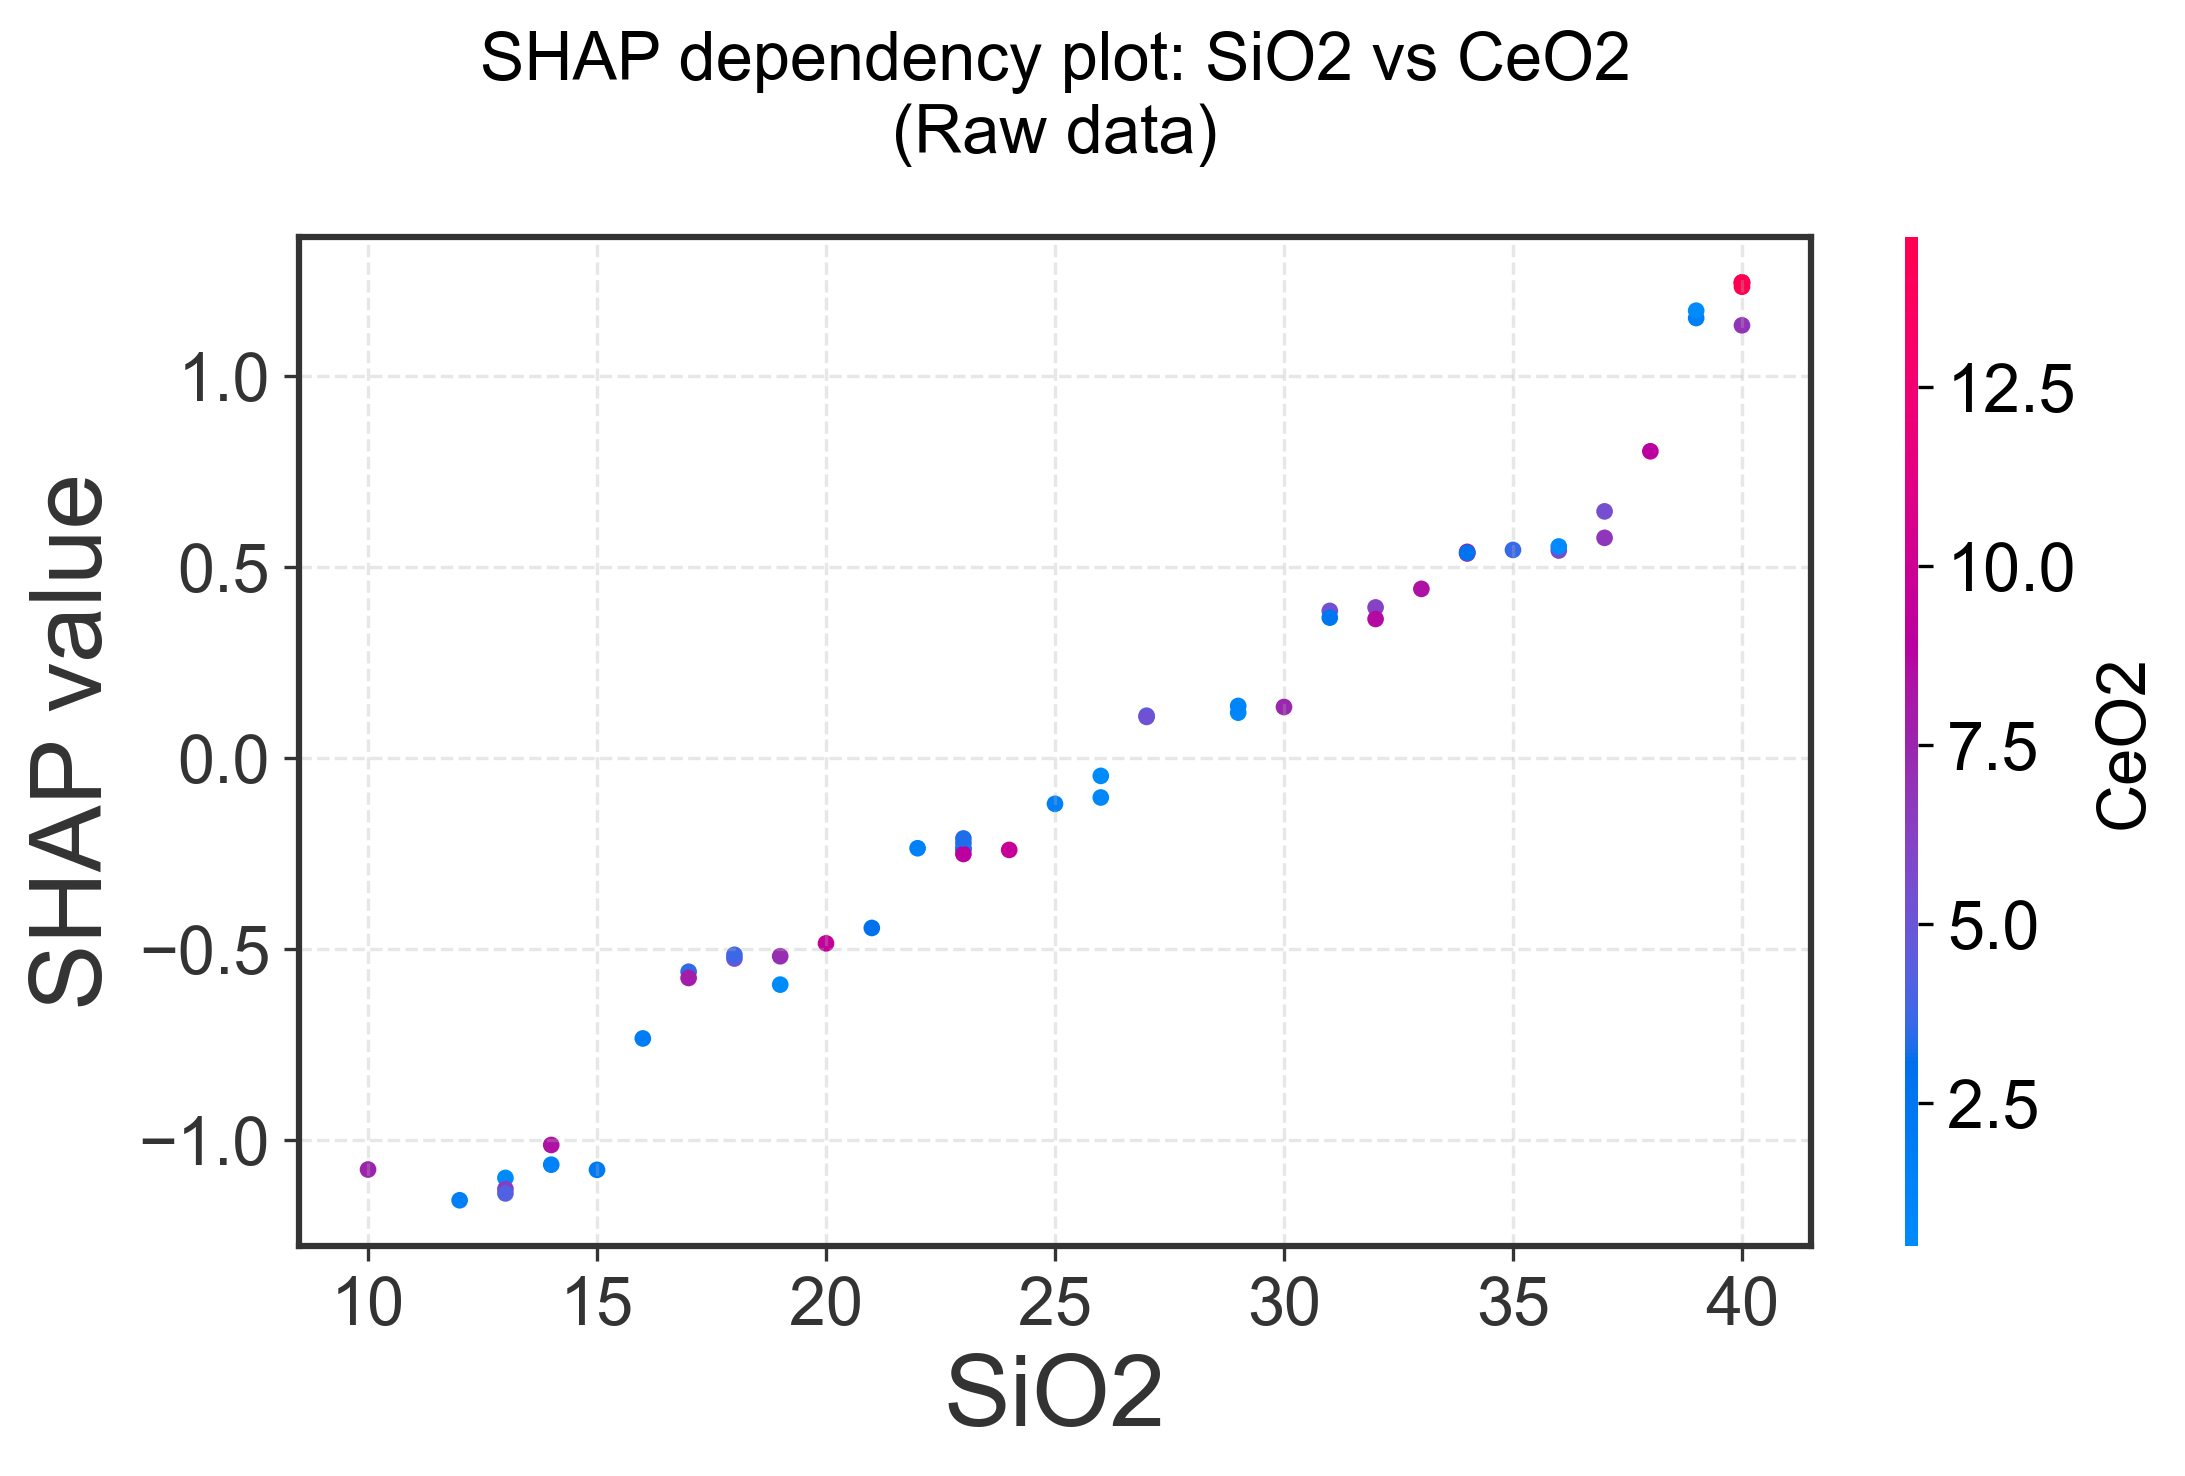 SHAP dependency plot: SiO2 vs CeO2
(Raw data)
SHAP value
1.0
0.5
0.0
−0.5
−1.0
10 15 20 25 30 35 40
SiO2
12.5
10.0
7.5
5.0
2.5
CeO2